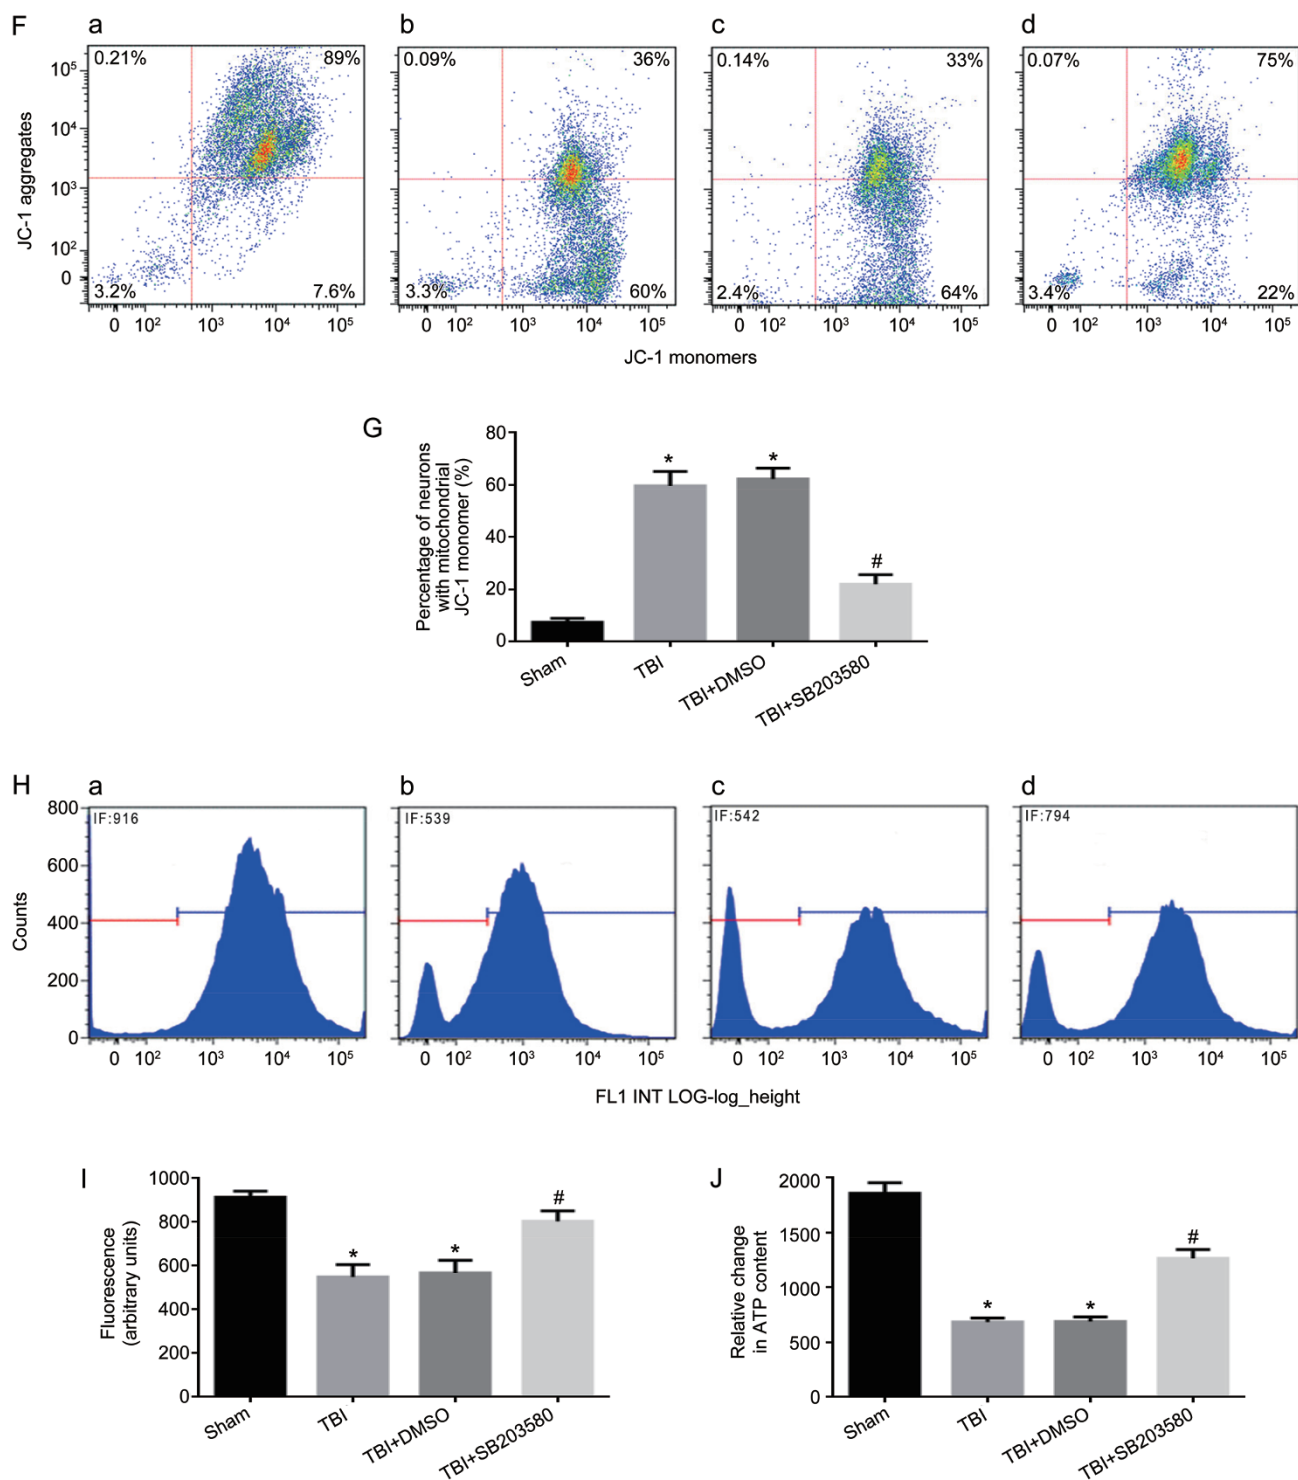 F a b c d
0.21% 89% 0.09% 36% 0.14% 33% 0.07% 75%
JC-1 aggregates
10⁵
10⁴
10³
10²
0
3.2% 7.6% 3.3% 60% 2.4% 64% 3.4% 22%
0 10² 10³ 10⁴ 10⁵ 0 10² 10³ 10⁴ 10⁵ 0 10² 10³ 10⁴ 10⁵ 0 10² 10³ 10⁴ 10⁵
JC-1 monomers
G
Percentage of neurons
with mitochondrial
JC-1 monomer (%)
80
60
40
20
0
* * #
Sham TBI TBI+DMSO TBI+SB203580
H a b c d
IF:916 IF:539 IF:542 IF:794
Counts
800
600
400
200
0
0 10² 10³ 10⁴ 10⁵ 0 10² 10³ 10⁴ 10⁵ 0 10² 10³ 10⁴ 10⁵ 0 10² 10³ 10⁴ 10⁵
FL1 INT LOG-log_height
I
Fluorescence
(arbitrary units)
1000
800
600
400
200
0
* * #
Sham TBI TBI+DMSO TBI+SB203580
J
Relative change
in ATP content
2000
1500
1000
500
0
* * #
Sham TBI TBI+DMSO TBI+SB203580